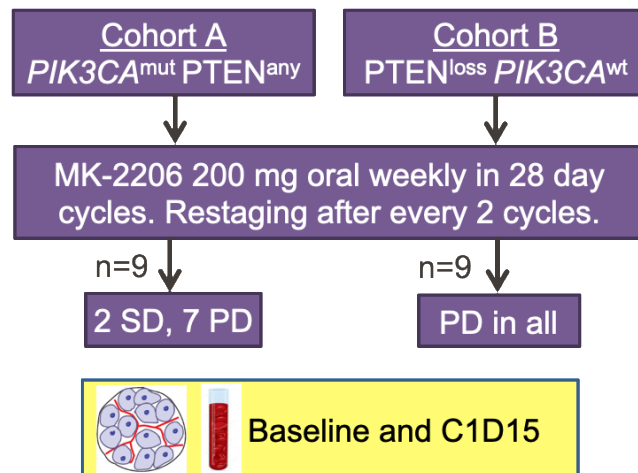 Cohort A
PIK3CAmut PTENany
Cohort B
PTENloss PIK3CAwt
MK-2206 200 mg oral weekly in 28 day
cycles. Restaging after every 2 cycles.
n=9
n=9
2 SD, 7 PD
PD in all
Baseline and C1D15